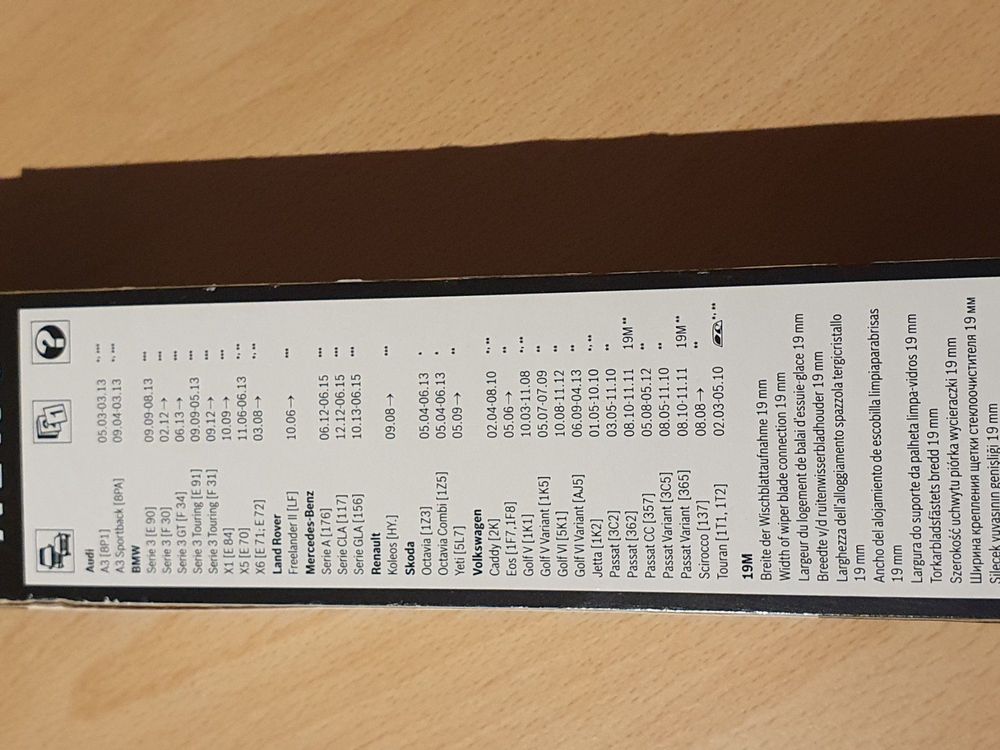 Audi
A3 [8P1] 05.03-03.13 •, •••
A3 Sportback [8PA] 09.04-03.13 •, •••
BMW
Serie 3 [E 90] 09.09-08.13 •••
Serie 3 [F 30] 02.12→ •••
Serie 3 GT [F 34] 06.13→ •••
Serie 3 Touring [E 91] 09.09-05.13 •••
Serie 3 Touring [F 31] 09.12→ •••
X1 [E 84] 10.09→ •••
X5 [E 70] 11.06-06.13 •, ••
X6 [E 71; E 72] 03.08→ •, ••
Land Rover
Freelander II [LF] 10.06→ •••
Mercedes-Benz
Serie A [176] 06.12-06.15 •••
Serie CLA [117] 12.12-06.15 •••
Serie GLA [156] 10.13-06.15 •••
Renault
Koleos [HY.] 09.08→ •••
Skoda
Octavia [1Z3] 05.04-06.13 •
Octavia Combi [1Z5] 05.04-06.13 •
Yeti [5L7] 05.09→ ••
Volkswagen
Caddy [2K] 02.04-08.10 •, ••
Eos [1F7,1F8] 05.06→ ••
Golf V [1K1] 10.03-11.08 •, ••
Golf V Variant [1K5] 05.07-07.09 ••
Golf VI [5K1] 10.08-11.12 ••
Golf VI Variant [AJ5] 06.09-04.13 ••
Jetta [1K2] 01.05-10.10 •, ••
Passat [3C2] 03.05-11.10 ••
Passat [362] 08.10-11.11 19M ••
Passat CC [357] 05.08-05.12 ••
Passat Variant [3C5] 08.05-11.10 ••
Passat Variant [365] 08.10-11.11 19M ••
Scirocco [137] 08.08→ ••
Touran [1T1, 1T2] 02.03-05.10 •, ••
19M
Breite der Wischblattaufnahme 19 mm
Width of wiper blade connection 19 mm
Largeur du logement de balai d'essuie-glace 19 mm
Breedte v/d ruitenwisserbladhouder 19 mm
Larghezza dell'alloggiamento spazzola tergicristallo
19 mm
Ancho del alojamiento de escobilla limpiaparabrisas
19 mm
Largura do suporte da palheta limpa-vidros 19 mm
Torkarbladsfästets bredd 19 mm
Szerokość uchwytu piórka wycieraczki 19 mm
Ширина крепления щетки стеклоочистителя 19 мм
Silecek yuvasının genişliği 19 mm